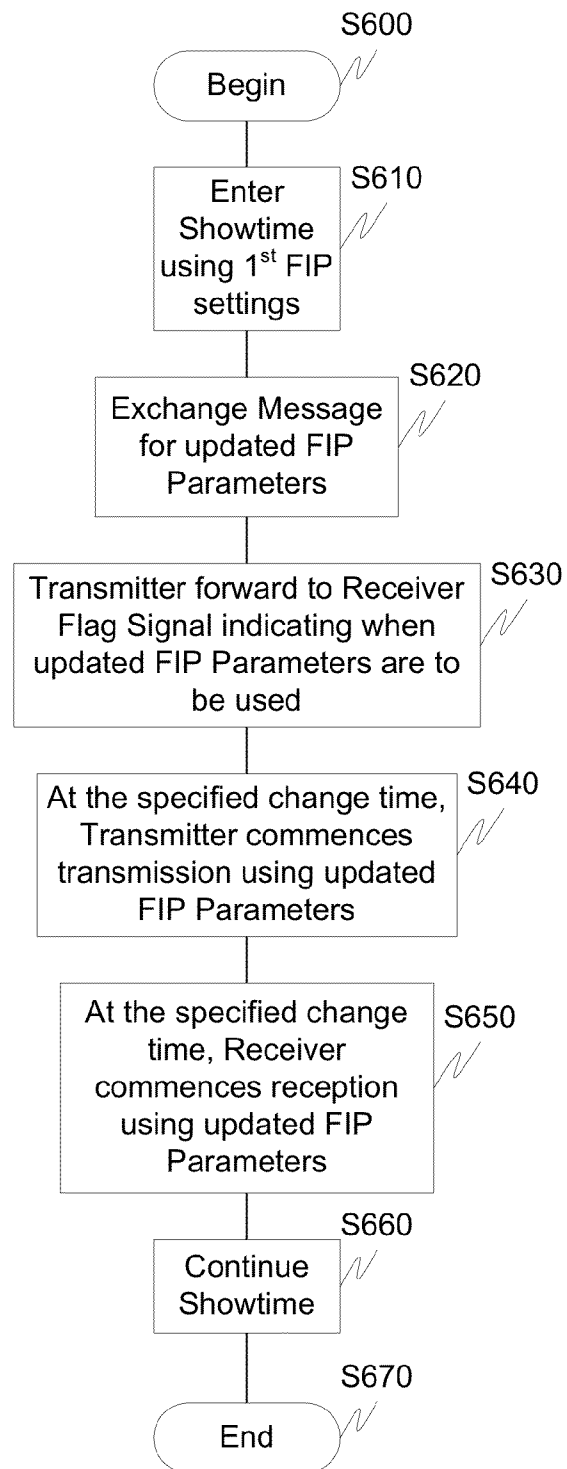 S600
Begin
S610
Enter
Showtime
using 1st FIP
settings
S620
Exchange Message
for updated FIP
Parameters
S630
Transmitter forward to Receiver
Flag Signal indicating when
updated FIP Parameters are to
be used
S640
At the specified change time,
Transmitter commences
transmission using updated
FIP Parameters
S650
At the specified change
time, Receiver
commences reception
using updated FIP
Parameters
S660
Continue
Showtime
S670
End